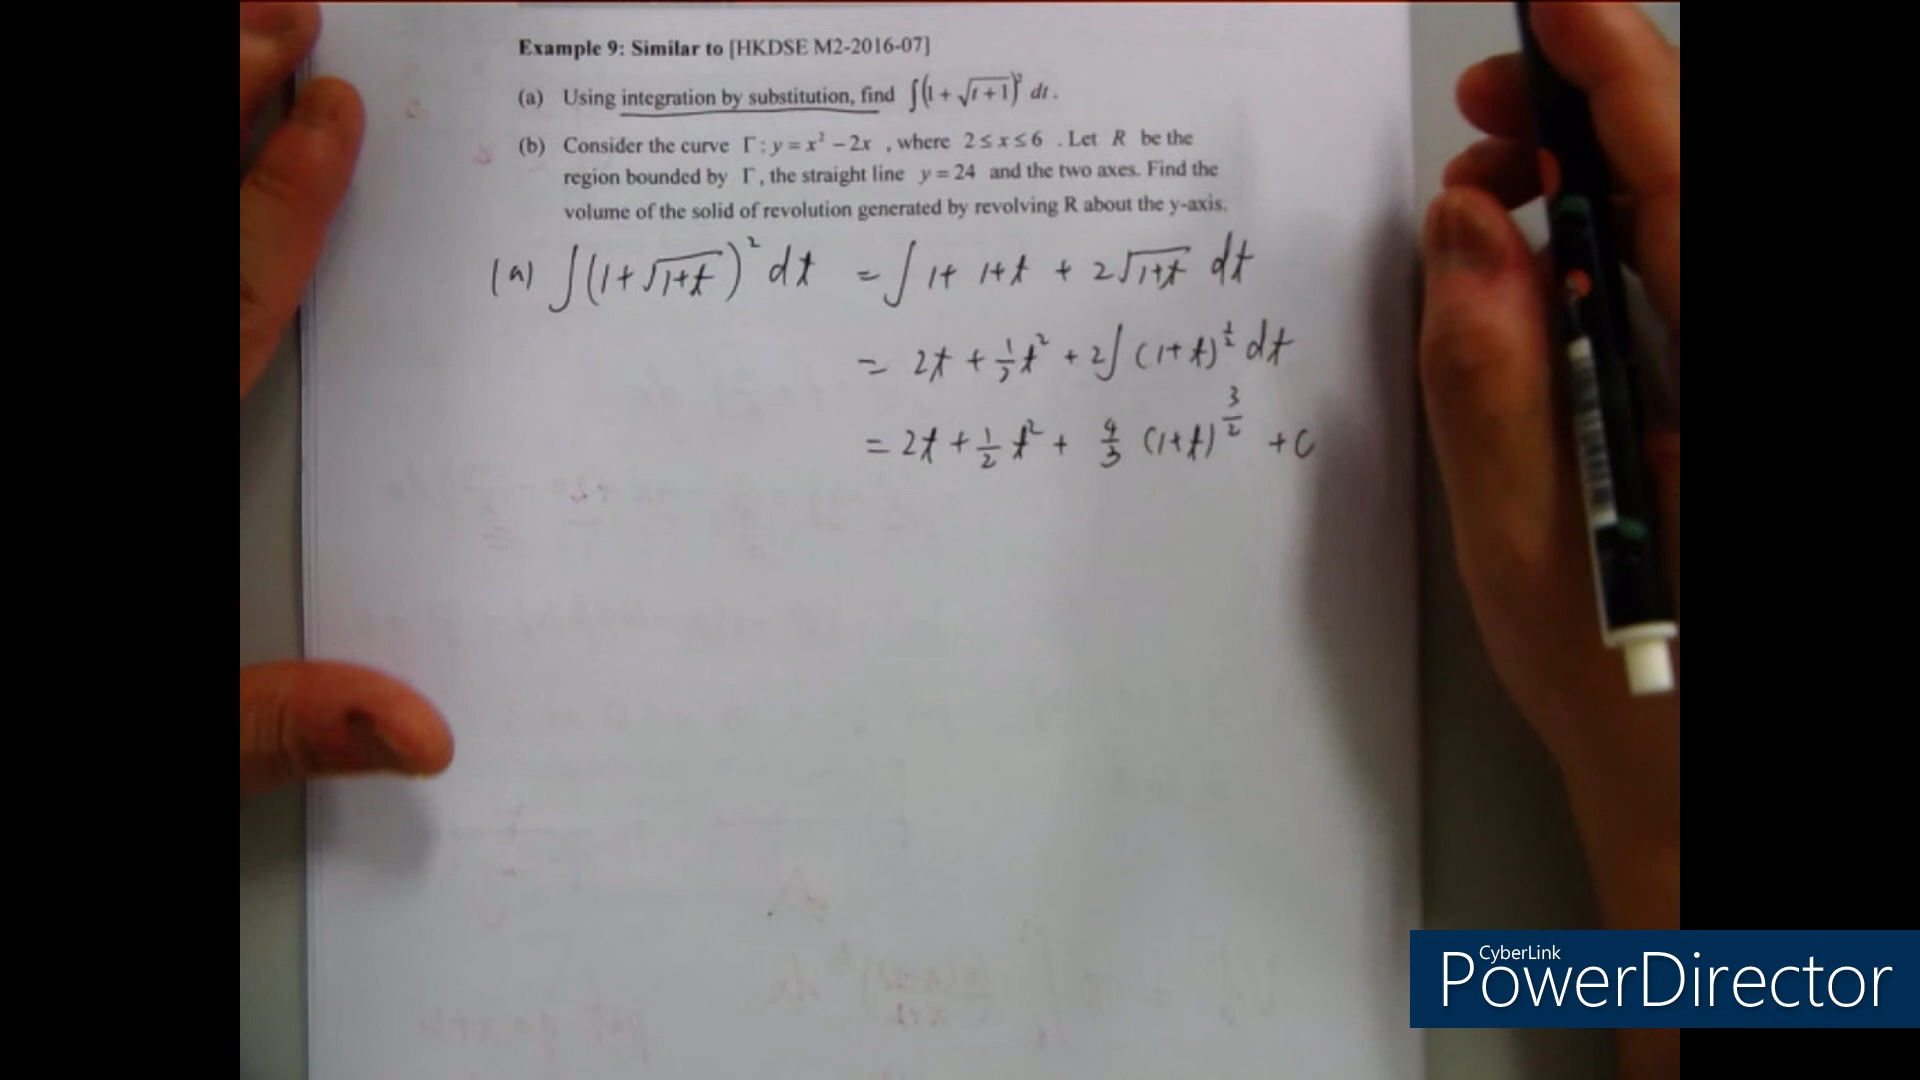 Example 9: Similar to [HKDSE M2-2016-07]
(a) Using integration by substitution, find ∫(1 + √(t + 1))² dt .
(b) Consider the curve Γ : y = x² − 2x , where 2 ≤ x ≤ 6 . Let R be the
region bounded by Γ , the straight line y = 24 and the two axes. Find the
volume of the solid of revolution generated by revolving R about the y-axis.
(a) ∫(1+√(1+t))² dt = ∫ 1+ 1+t + 2√(1+t) dt
= 2t + ½t² + 2∫ (1+t)^½ dt
= 2t + ½ t² + 4/3 (1+t)^(3/2) + C
CyberLink
PowerDirector